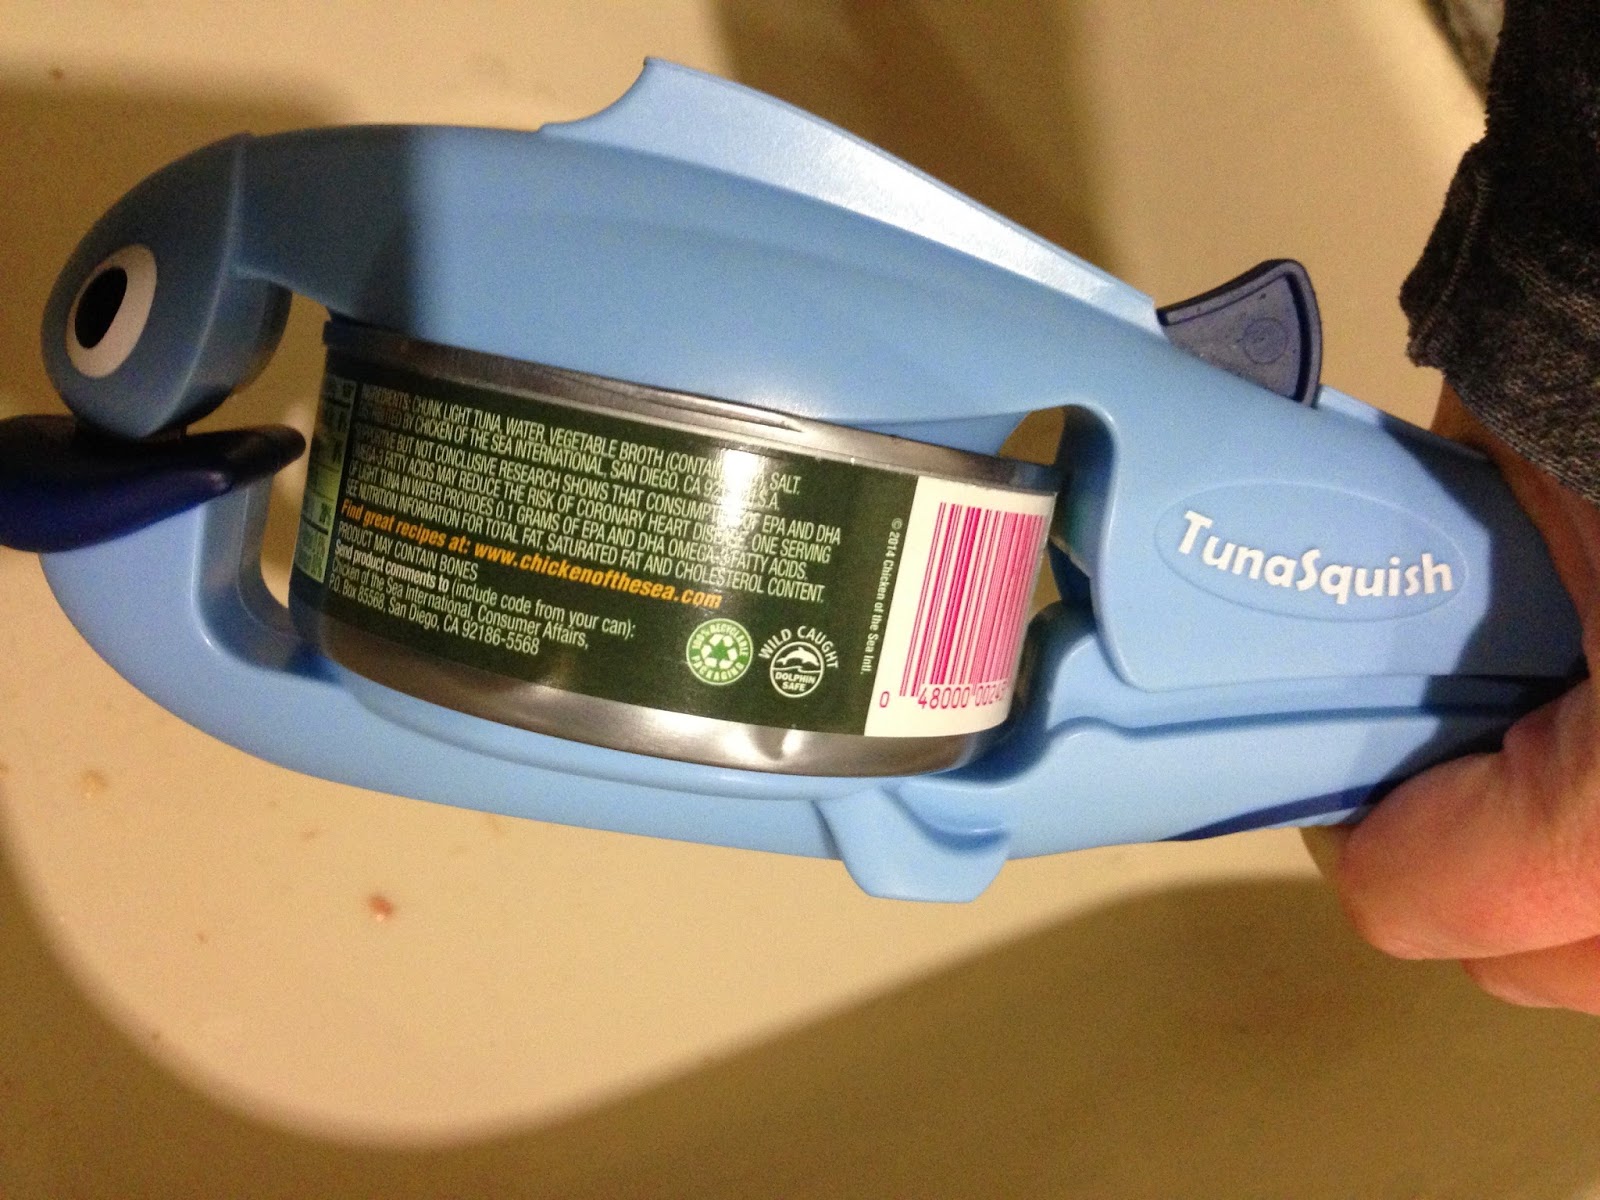 INGREDIENTS: CHUNK LIGHT TUNA, WATER, VEGETABLE BROTH SALT.
DISTRIBUTED BY CHICKEN OF THE SEA INTERNATIONAL, SAN DIEGO, CA
SUPPORTIVE BUT NOT CONCLUSIVE RESEARCH SHOWS THAT OF EPA AND DHA
OMEGA-3 FATTY ACIDS MAY REDUCE THE RISK OF CORONARY HEART ONE SERVING
OF LIGHT TUNA IN WATER PROVIDES 0.1 GRAMS OF EPA AND DHA OMEGA-3 FATTY ACIDS.
SEE NUTRITION INFORMATION FOR TOTAL FAT, SATURATED FAT AND CHOLESTEROL CONTENT.
Find great recipes at: www.chickenofthesea.com
PRODUCT MAY CONTAIN BONES
Send product comments to (include code from your can):
Chicken of the Sea International, Consumer Affairs,
P.O. Box 85568, San Diego, CA 92186-5568
100% RECYCLABLE
PACKAGING
WILD CAUGHT
DOLPHIN
SAFE
© 2014 Chicken of the Sea Intl.
0 48000
TunaSquish